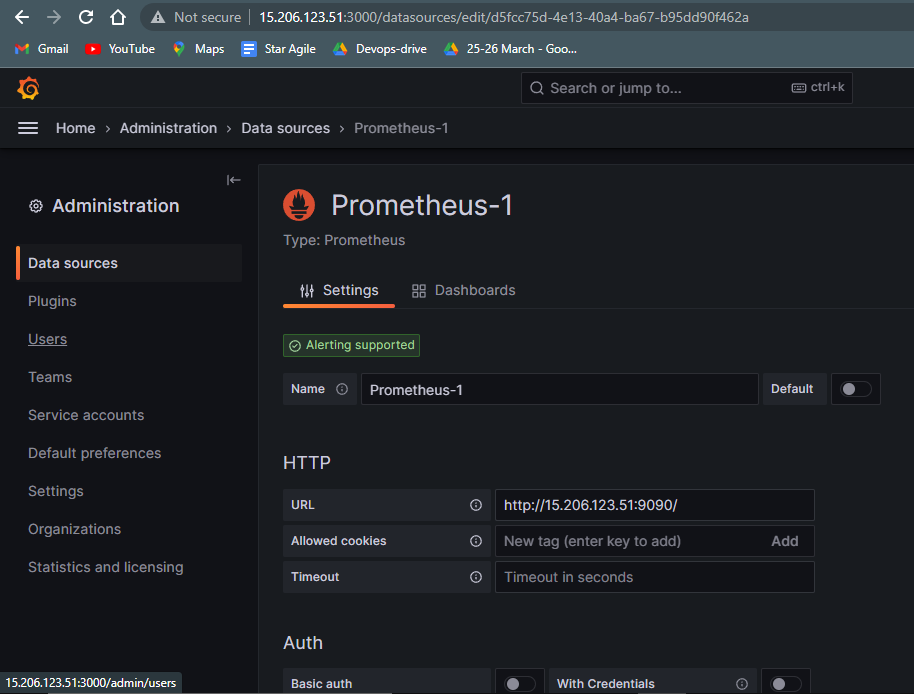 Not secure 15.206.123.51:3000/datasources/edit/d5fcc75d-4e13-40a4-ba67-b95dd90f462a
Gmail YouTube Maps Star Agile Devops-drive 25-26 March - Goo...
Search or jump to... ctrl+k
Home › Administration › Data sources › Prometheus-1
Administration
Data sources
Plugins
Users
Teams
Service accounts
Default preferences
Settings
Organizations
Statistics and licensing
Prometheus-1
Type: Prometheus
Settings Dashboards
Alerting supported
Name Prometheus-1 Default
HTTP
URL http://15.206.123.51:9090/
Allowed cookies New tag (enter key to add) Add
Timeout Timeout in seconds
Auth
Basic auth With Credentials
15.206.123.51:3000/admin/users